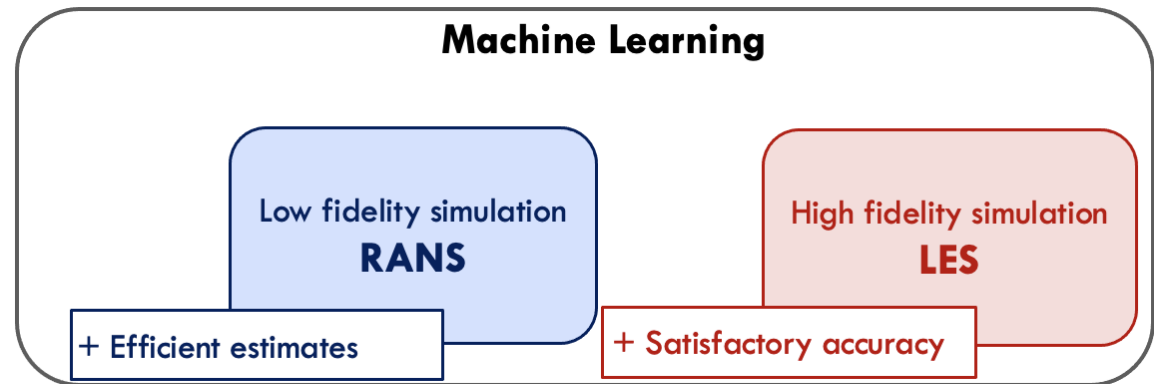 Machine Learning
Low fidelity simulation
RANS
+ Efficient estimates
High fidelity simulation
LES
+ Satisfactory accuracy